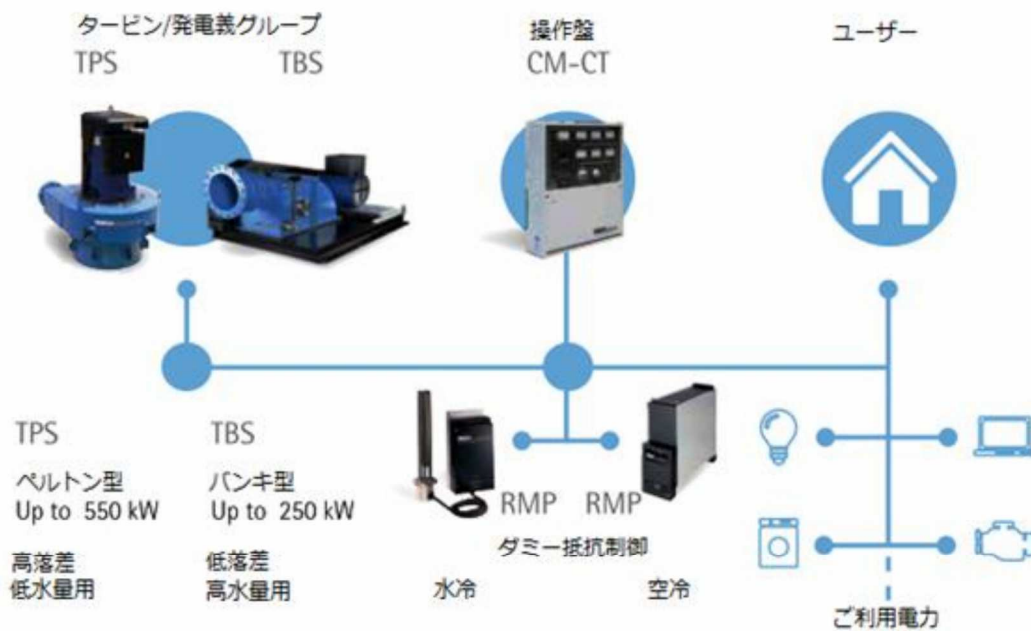 タービン/発電義グループ
TPS TBS
操作盤
CM-CT
ユーザー
TPS
ペルトン型
Up to 550 kW
高落差
低水量用
TBS
バンキ型
Up to 250 kW
低落差
高水量用
RMP RMP
ダミー抵抗制御
水冷 空冷
ご利用電力